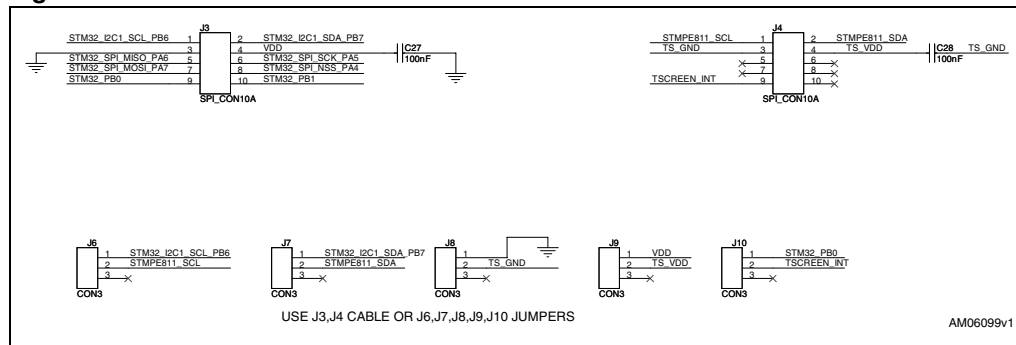 J3
STM32_I2C1_SCL_PB6 1 2 STM32_I2C1_SDA_PB7
3 4 VDD
STM32_SPI_MISO_PA6 5 6 STM32_SPI_SCK_PA5
STM32_SPI_MOSI_PA7 7 8 STM32_SPI_NSS_PA4
STM32_PB0 9 10 STM32_PB1
SPI_CON10A
C27
100nF
J4
STMPE811_SCL 1 2 STMPE811_SDA
TS_GND 3 4 TS_VDD
5 6
7 8
TSCREEN_INT 9 10
SPI_CON10A
C28 TS_GND
100nF
J6
1 STM32_I2C1_SCL_PB6
2 STMPE811_SCL
3
CON3
J7
1 STM32_I2C1_SDA_PB7
2 STMPE811_SDA
3
CON3
J8
1
2 TS_GND
3
CON3
J9
1 VDD
2 TS_VDD
3
CON3
J10
1 STM32_PB0
2 TSCREEN_INT
3
CON3
USE J3,J4 CABLE OR J6,J7,J8,J9,J10 JUMPERS
AM06099v1